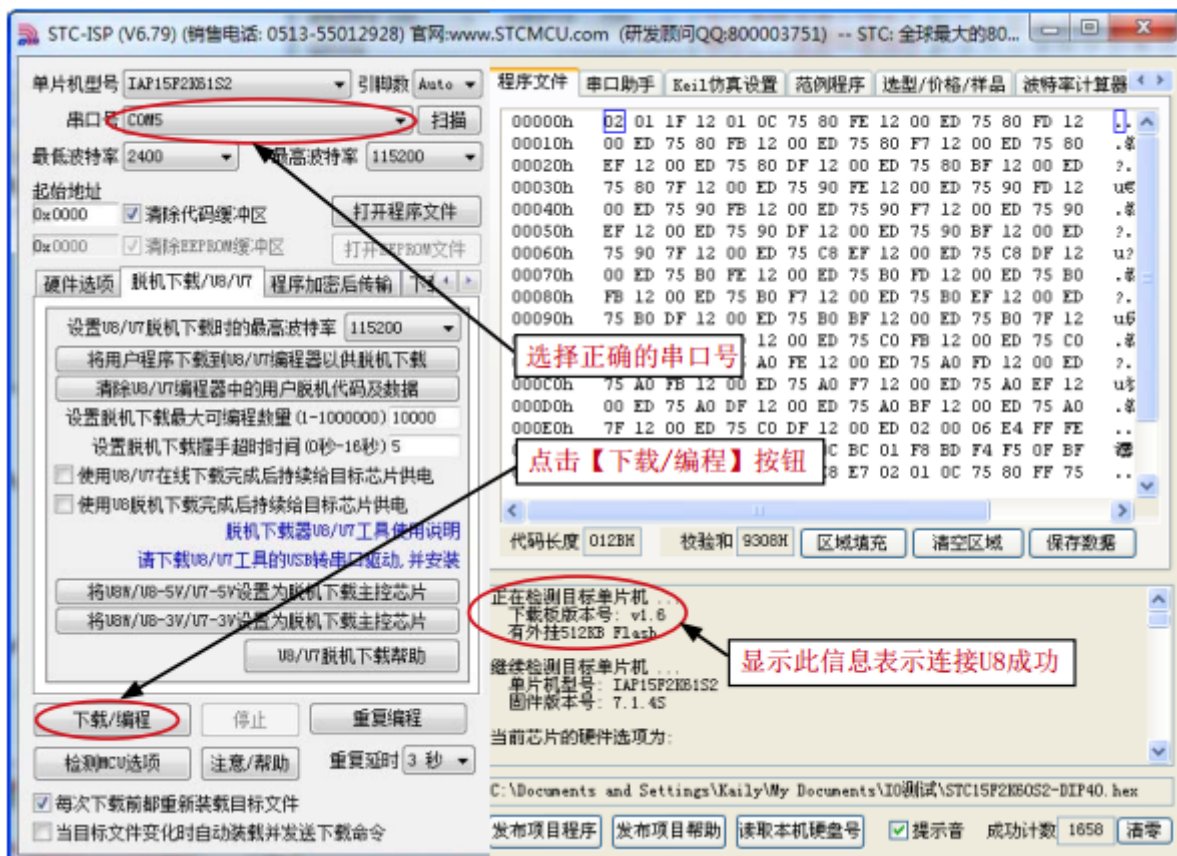 STC-ISP (V6.79) (销售电话: 0513-55012928) 官网:www.STCMCU.com (研发顾问QQ:800003751) -- STC: 全球最大的80...
单片机型号 IAP15F2K61S2 引脚数 Auto
串口号 COM5 扫描
最低波特率 2400 最高波特率 115200
起始地址
0x0000 清除代码缓冲区 打开程序文件
0x0000 清除EEPROM缓冲区 打开EEPROM文件
硬件选项 脱机下载/U8/U7 程序加密后传输
设置U8/U7脱机下载时的最高波特率 115200
将用户程序下载到U8/U7编程器以供脱机下载
清除U8/U7编程器中的用户脱机代码及数据
设置脱机下载最大可编程数量(1-1000000) 10000
设置脱机下载握手超时时间(0秒-16秒) 5
使用U8/U7在线下载完成后持续给目标芯片供电
使用U8脱机下载完成后持续给目标芯片供电
脱机下载器U8/U7工具使用说明
请下载U8/U7工具的USB转串口驱动,并安装
将U8W/U8-5V/U7-5V设置为脱机下载主控芯片
将U8W/U8-3V/U7-3V设置为脱机下载主控芯片
U8/U7脱机下载帮助
下载/编程 停止 重复编程
检测MCU选项 注意/帮助 重复延时 3 秒
每次下载前都重新装载目标文件
当目标文件变化时自动装载并发送下载命令
程序文件 串口助手 Keil仿真设置 范例程序 选型/价格/样品 波特率计算器
00000h 02 01 1F 12 01 0C 75 80 FE 12 00 ED 75 80 FD 12
00010h 00 ED 75 80 FB 12 00 ED 75 80 F7 12 00 ED 75 80
00020h EF 12 00 ED 75 80 DF 12 00 ED 75 80 BF 12 00 ED ?.
00030h 75 80 7F 12 00 ED 75 90 FE 12 00 ED 75 90 FD 12
00040h 00 ED 75 90 FB 12 00 ED 75 90 F7 12 00 ED 75 90
00050h EF 12 00 ED 75 90 DF 12 00 ED 75 90 BF 12 00 ED ?.
00060h 75 90 7F 12 00 ED 75 C8 EF 12 00 ED 75 C8 DF 12 u?
00070h 00 ED 75 B0 FE 12 00 ED 75 B0 FD 12 00 ED 75 B0
00080h FB 12 00 ED 75 B0 F7 12 00 ED 75 B0 EF 12 00 ED ?.
00090h 75 B0 DF 12 00 ED 75 B0 BF 12 00 ED 75 B0 7F 12
12 00 ED 75 C0 FB 12 00 ED 75 C0
A0 FE 12 00 ED 75 A0 FD 12 00 ED ?.
000C0h 75 A0 FB 12 00 ED 75 A0 F7 12 00 ED 75 A0 EF 12
000D0h 00 ED 75 A0 DF 12 00 ED 75 A0 BF 12 00 ED 75 A0
000E0h 7F 12 00 ED 75 C0 DF 12 00 ED 02 00 06 E4 FF FE ..
BC 01 F8 BD F4 F5 0F BF
E7 02 01 0C 75 80 FF 75 ..
选择正确的串口号
点击【下载/编程】按钮
代码长度 012BH 校验和 9308H 区域填充 清空区域 保存数据
正在检测目标单片机 ...
下载板版本号: v1.6
有外挂512KB Flash
继续检测目标单片机 ...
单片机型号: IAP15F2K61S2
固件版本号: 7.1.4S
当前芯片的硬件选项为:
显示此信息表示连接U8成功
C:\Documents and Settings\Kaily\My Documents\IO测试\STC15F2K60S2-DIP40.hex
发布项目程序 发布项目帮助 读取本机硬盘号 提示音 成功计数 1658 清零